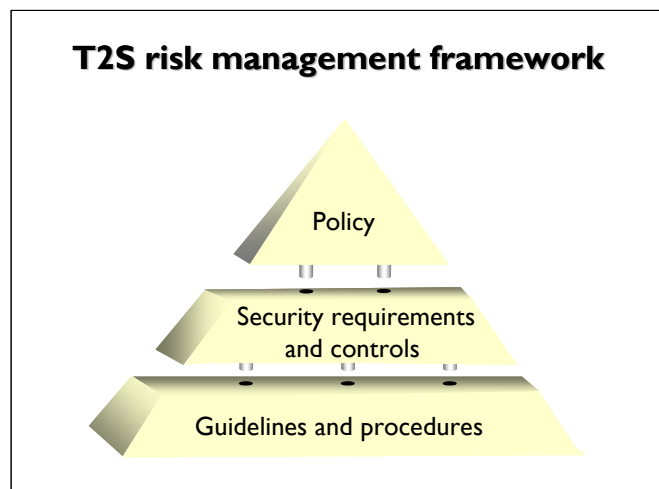 T2S risk management framework
Policy
Security requirements
and controls
Guidelines and procedures